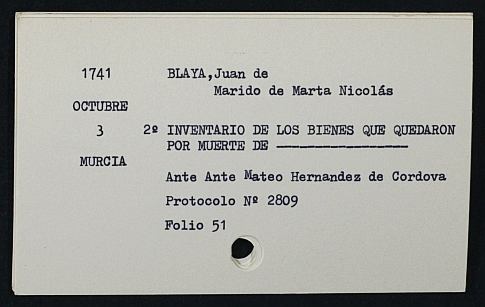 1741 BLAYA,Juan de
Marido de Marta Nicolás
OCTUBRE
3 2º INVENTARIO DE LOS BIENES QUE QUEDARON
POR MUERTE DE -----------------
MURCIA
Ante Ante Mateo Hernandez de Cordova
Protocolo Nº 2809
Folio 51